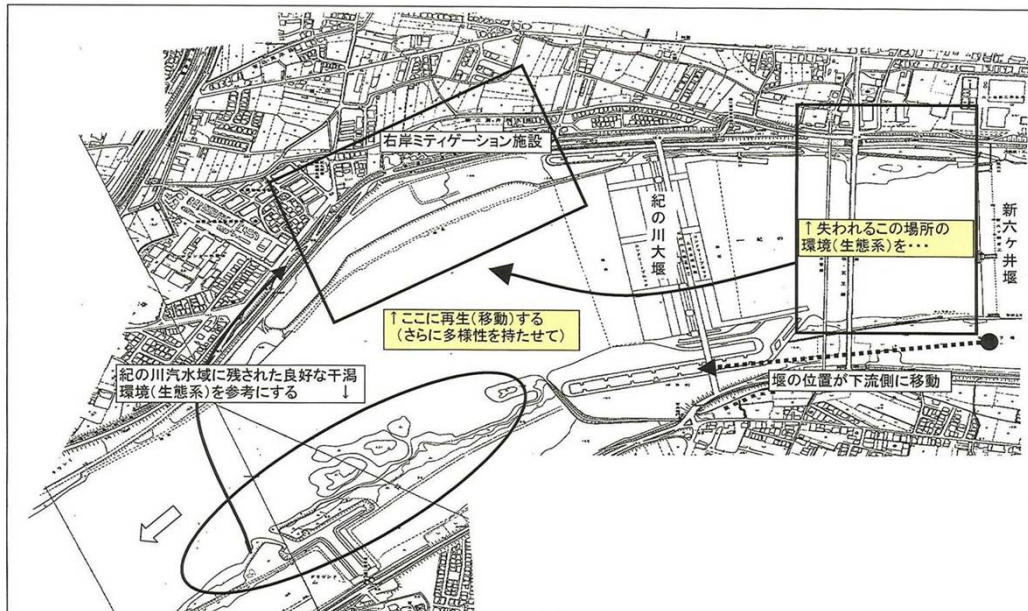 右岸ミティゲーション施設
紀の川大堰
↑失われるこの場所の
環境(生態系)を・・・
新六ヶ井堰
↑ここに再生(移動)する
(さらに多様性を持たせて)
紀の川汽水域に残された良好な干潟
環境(生態系)を参考にする ↓
堰の位置が下流側に移動